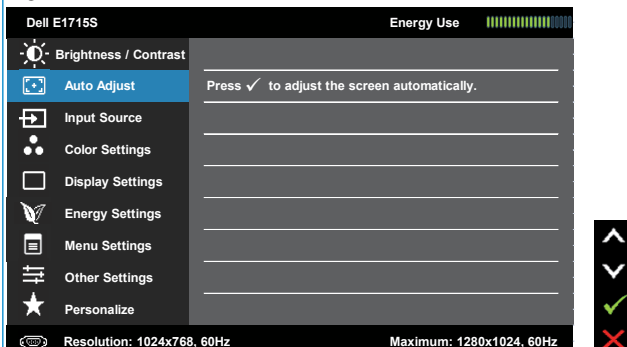 Dell E1715S Energy Use
Brightness / Contrast
Auto Adjust Press ✓ to adjust the screen automatically.
Input Source
Color Settings
Display Settings
Energy Settings
Menu Settings
Other Settings
Personalize
Resolution: 1024x768, 60Hz Maximum: 1280x1024, 60Hz